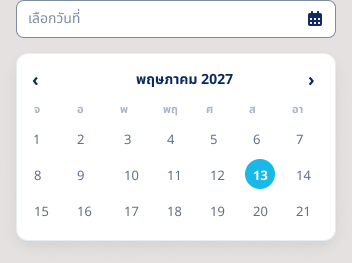 เลือกวันที่
‹ พฤษภาคม 2027 ›
จ อ พ พฤ ศ ส อา
1 2 3 4 5 6 7
8 9 10 11 12 13 14
15 16 17 18 19 20 21